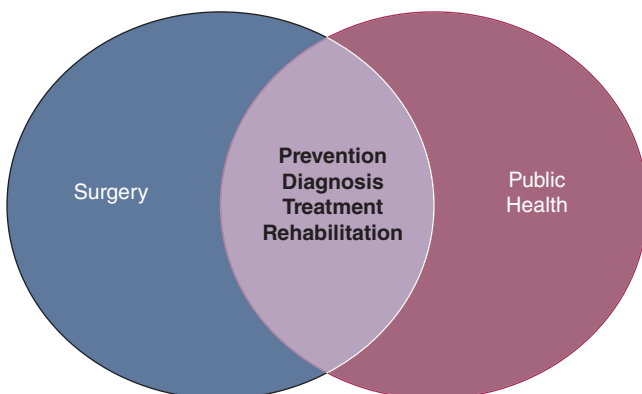 Surgery
Prevention
Diagnosis
Treatment
Rehabilitation
Public
Health